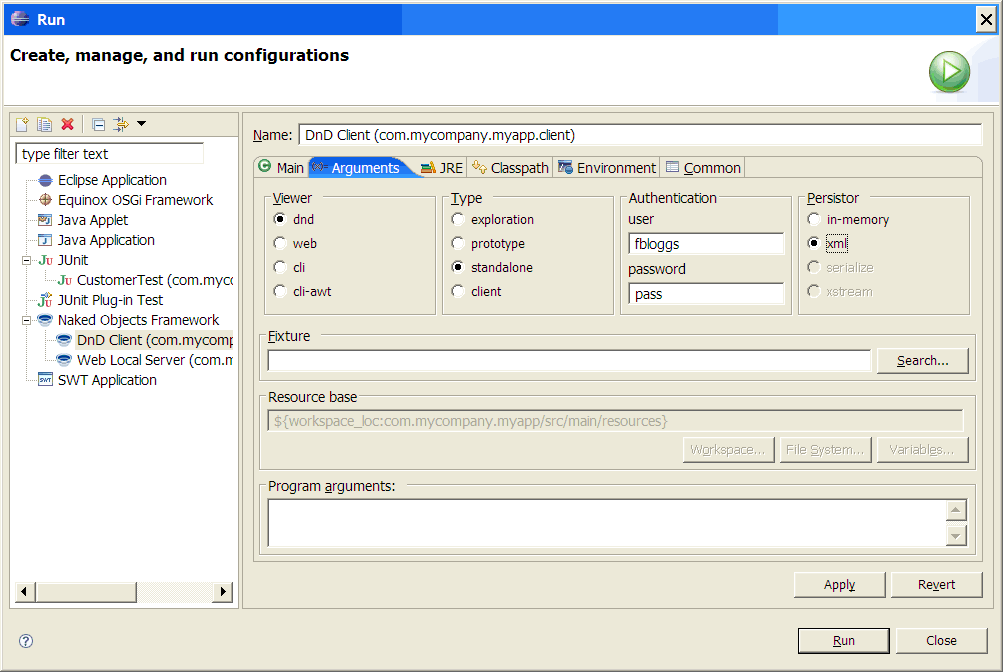 Run
Create, manage, and run configurations
type filter text
Eclipse Application
Equinox OSGi Framework
Java Applet
Java Application
JUnit
CustomerTest (com.myc
JUnit Plug-in Test
Naked Objects Framework
DnD Client (com.mycomp
Web Local Server (com.m
SWT Application
Name: DnD Client (com.mycompany.myapp.client)
Main Arguments JRE Classpath Environment Common
Viewer
dnd
web
cli
cli-awt
Type
exploration
prototype
standalone
client
Authentication
user
fbloggs
password
pass
Persistor
in-memory
xml
serialize
xstream
Fixture
Search...
Resource base
${workspace_loc:com.mycompany.myapp/src/main/resources}
Workspace... File System... Variables...
Program arguments:
Apply Revert
Run Close